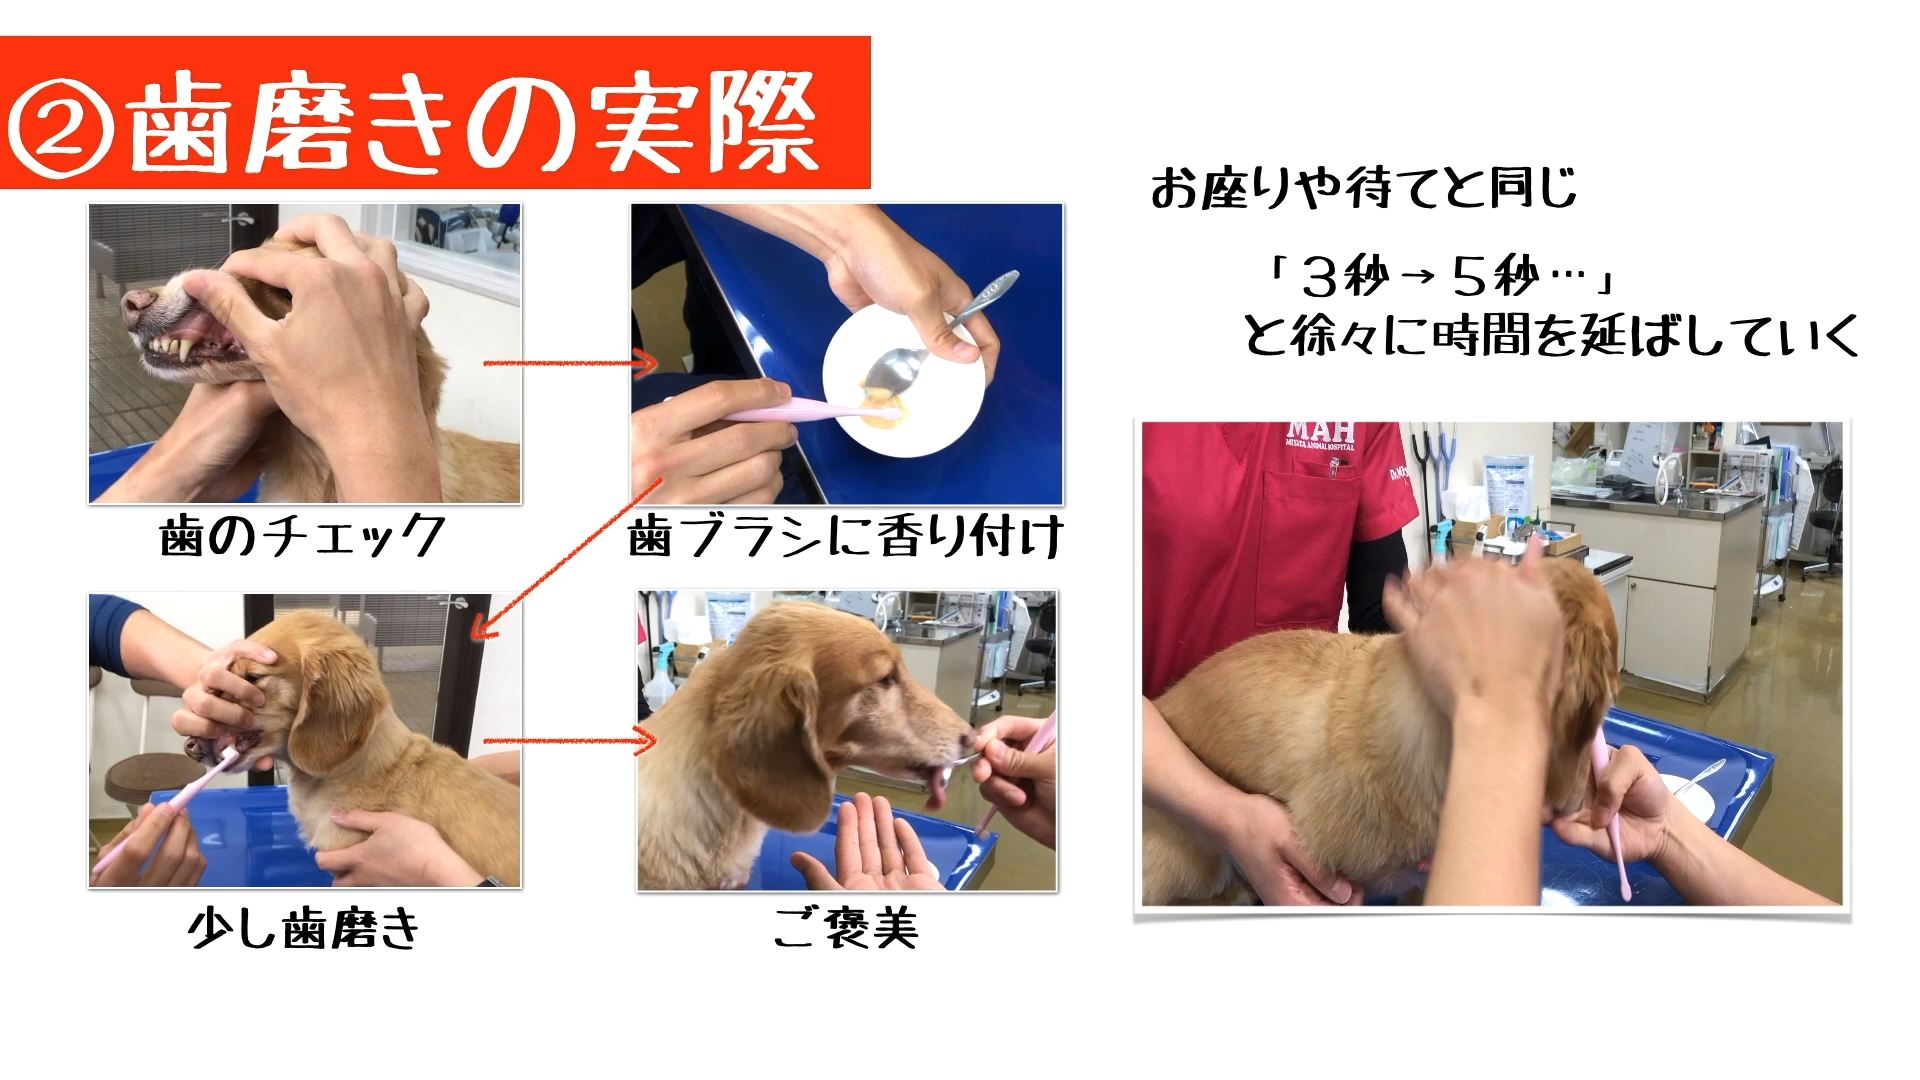 ②歯磨きの実際
歯のチェック
歯ブラシに香り付け
少し歯磨き
ご褒美
お座りや待てと同じ
「３秒→５秒…」
と徐々に時間を延ばしていく
MAH
MIYATA ANIMAL HOSPITAL